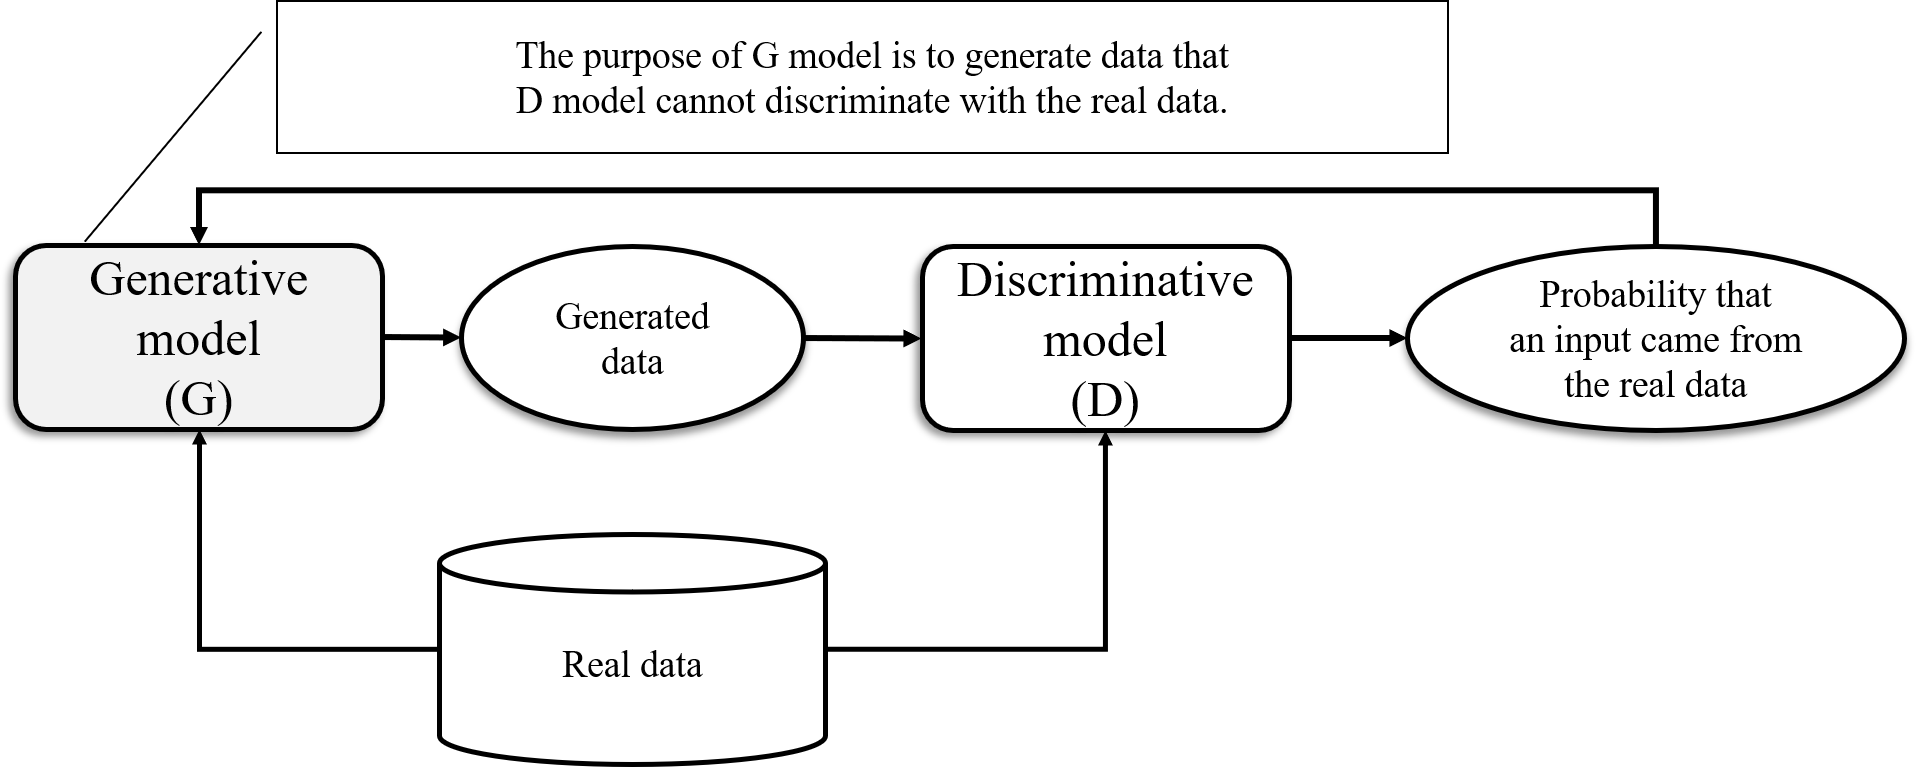 The purpose of G model is to generate data that
D model cannot discriminate with the real data.
Generative
model
(G)
Generated
data
Discriminative
model
(D)
Probability that
an input came from
the real data
Real data